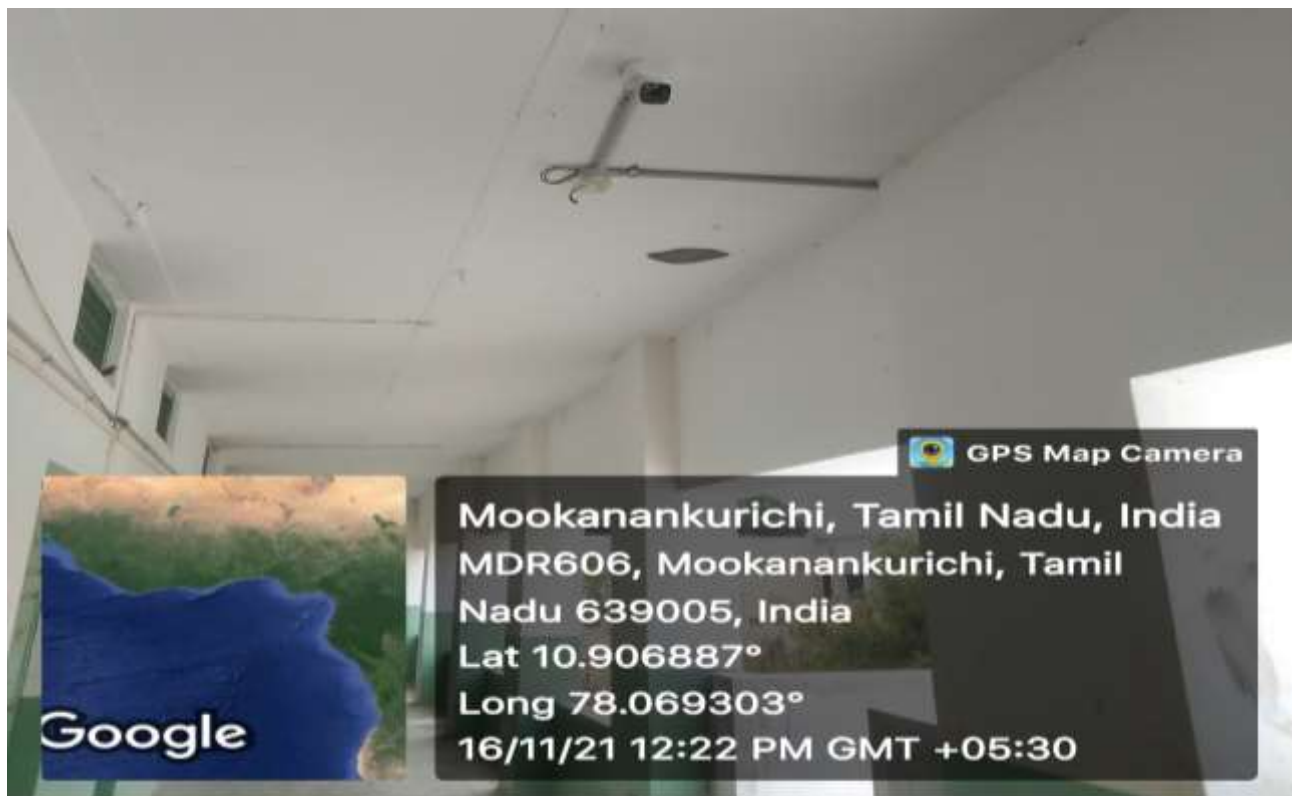 GPS Map Camera
Mookanankurichi, Tamil Nadu, India
MDR606, Mookanankurichi, Tamil
Nadu 639005, India
Lat 10.906887°
Long 78.069303°
16/11/21 12:22 PM GMT +05:30
Google